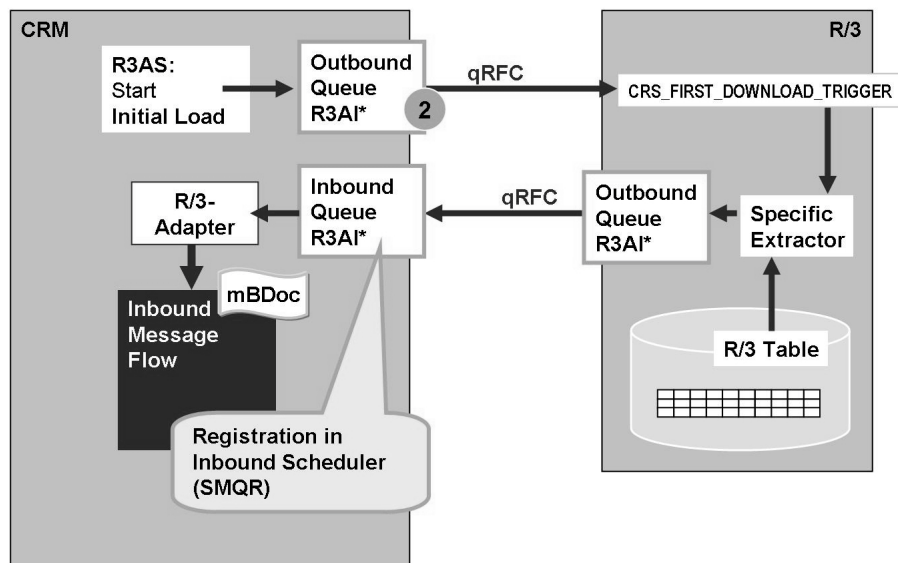 CRM
R/3
R3AS:
Start
Initial Load
Outbound
Queue
R3AI*
2
qRFC
CRS_FIRST_DOWNLOAD_TRIGGER
R/3-
Adapter
Inbound
Queue
R3AI*
qRFC
Outbound
Queue
R3AI*
Specific
Extractor
mBDoc
Inbound
Message
Flow
R/3 Table
Registration in
Inbound Scheduler
(SMQR)